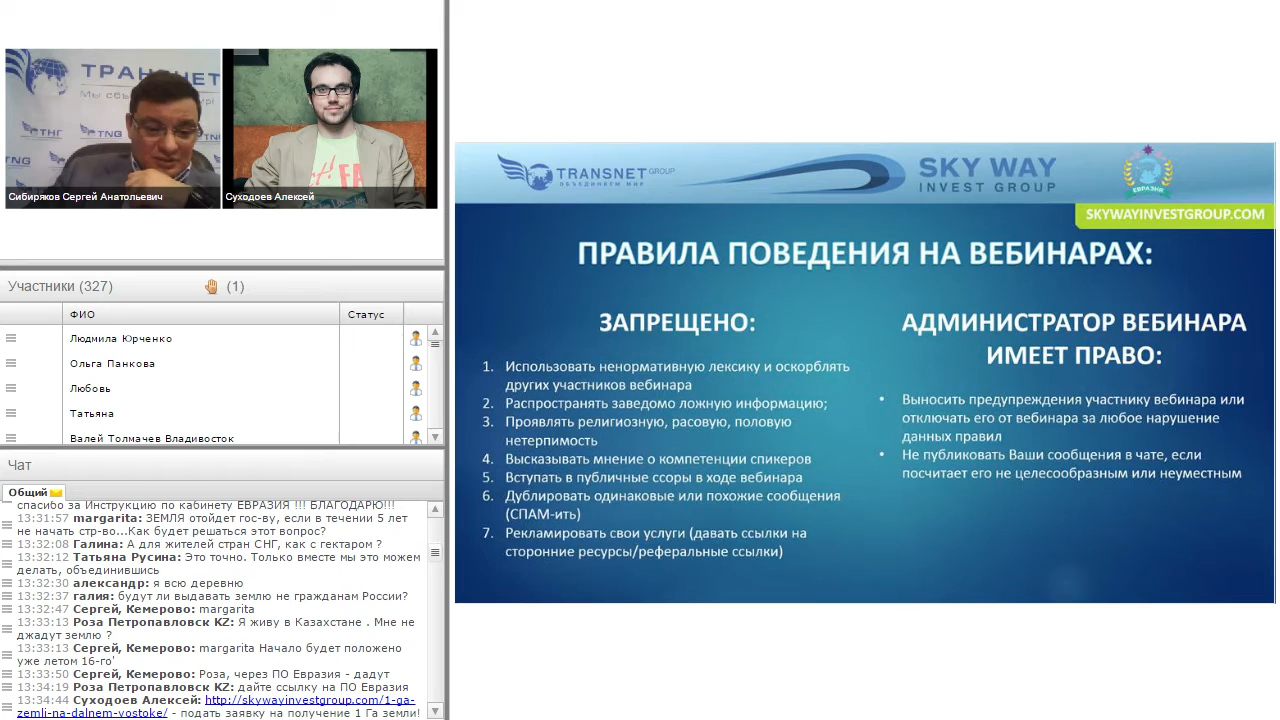 ТРАНСНЕТ
ТНГ
TNG
TNG
TNG
Сибиряков Сергей Анатольевич
Суходоев Алексей
Участники (327)
(1)
ФИО
Статус
Людмила Юрченко
Ольга Панкова
Любовь
Татьяна
Валей Толмачев Владивосток
Чат
Общий
спасибо за Инструкцию по кабинету ЕВРАЗИЯ !!! БЛАГОДАРЮ!!!
13:31:57 margarita: ЗЕМЛЯ отойдет гос-ву, если в течении 5 лет
не начать стр-во...Как будет решаться этот вопрос?
13:32:08 Галина: А для жителей стран СНГ, как с гектаром ?
13:32:12 Татьяна Русина: Это точно. Только вместе мы это можем
делать, объединившись
13:32:30 александр: я всю деревню
13:32:37 галия: будут ли выдавать землю не гражданам России?
13:32:47 Сергей, Кемерово: margarita
13:33:13 Роза Петропавловск KZ: Я живу в Казахстане . Мне не
джадут землю ?
13:33:13 Сергей, Кемерово: margarita Начало будет положено
уже летом 16-го'
13:33:50 Сергей, Кемерово: Роза, через ПО Евразия - дадут
13:34:19 Роза Петропавловск KZ: дайте ссылку на ПО Евразия
13:34:44 Суходоев Алексей: http://skywayinvestgroup.com/1-ga-
zemli-na-dalnem-vostoke/ - подать заявку на получение 1 Га земли!
TRANSNET GROUP
ОБЪЕДИНЯЕМ МИР
SKY WAY
INVEST GROUP
ЕВРАЗИЯ
SKYWAYINVESTGROUP.COM
ПРАВИЛА ПОВЕДЕНИЯ НА ВЕБИНАРАХ:
ЗАПРЕЩЕНО:
1. Использовать ненормативную лексику и оскорблять
других участников вебинара
2. Распространять заведомо ложную информацию;
3. Проявлять религиозную, расовую, половую
нетерпимость
4. Высказывать мнение о компетенции спикеров
5. Вступать в публичные ссоры в ходе вебинара
6. Дублировать одинаковые или похожие сообщения
(СПАМ-ить)
7. Рекламировать свои услуги (давать ссылки на
сторонние ресурсы/реферальные ссылки)
АДМИНИСТРАТОР ВЕБИНАРА
ИМЕЕТ ПРАВО:
• Выносить предупреждения участнику вебинара или
отключать его от вебинара за любое нарушение
данных правил
• Не публиковать Ваши сообщения в чате, если
посчитает его не целесообразным или неуместным